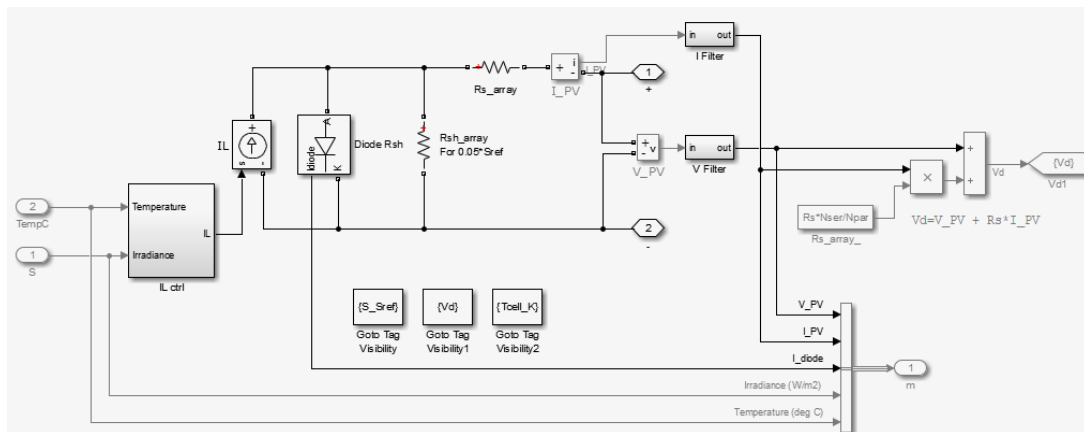 in out
I Filter
+ i
-
I_PV
I_PV
1
+
Rs_array
IL
+
s -
A
Idiode
K
Diode Rsh
Rsh_array
For 0.05*Sref
+
- v
V_PV
in out
V Filter
+
+
Vd
{Vd}
Vd1
×
Rs*Nser/Npar
Rs_array_
Vd=V_PV + Rs*I_PV
2
TempC
1
S
Temperature
Irradiance
IL
IL ctrl
2
-
{S_Sref}
Goto Tag
Visibility
{Vd}
Goto Tag
Visibility1
{Tcell_K}
Goto Tag
Visibility2
V_PV
I_PV
I_diode
Irradiance (W/m2)
Temperature (deg C)
1
m